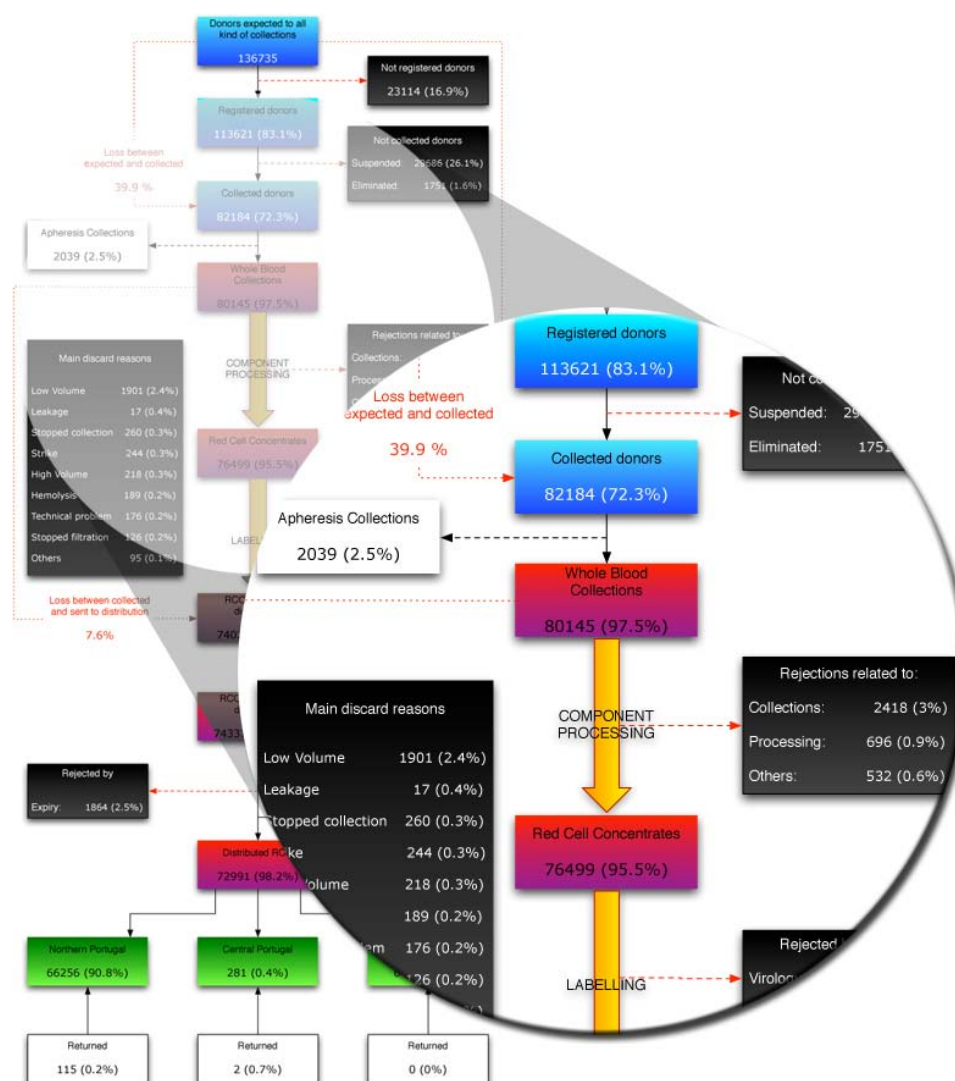 Donors expected to all
kind of collections
136735
Not registered donors
23114 (16.9%)
Registered donors
113621 (83.1%)
Loss between
expected and collected
39.9 %
Not collected donors
Suspended: 29686 (26.1%)
Eliminated: 1751 (1.6%)
Collected donors
82184 (72.3%)
Apheresis Collections
2039 (2.5%)
Whole Blood
Collections
80145 (97.5%)
Main discard reasons
Low Volume 1901 (2.4%)
Leakage 17 (0.4%)
Stopped collection 260 (0.3%)
Strike 244 (0.3%)
High Volume 218 (0.3%)
Hemolysis 189 (0.2%)
Technical problem 176 (0.2%)
Stopped filtration 126 (0.2%)
Others 95 (0.1%)
COMPONENT
PROCESSING
Rejections related to:
Collections:
Red Cell Concentrates
76499 (95.5%)
Loss between collected
and sent to distribution
7.6%
Rejected by
Expiry: 1864 (2.5%)
72991 (98.2%)
Northern Portugal
66256 (90.8%)
Central Portugal
281 (0.4%)
Returned
115 (0.2%)
Returned
2 (0.7%)
Returned
0 (0%)
Registered donors
113621 (83.1%)
Loss between
expected and collected
39.9 %
Suspended:
Eliminated: 1751
Collected donors
82184 (72.3%)
Apheresis Collections
2039 (2.5%)
Whole Blood
Collections
80145 (97.5%)
COMPONENT
PROCESSING
Rejections related to:
Collections: 2418 (3%)
Processing: 696 (0.9%)
Others: 532 (0.6%)
Main discard reasons
Low Volume 1901 (2.4%)
Leakage 17 (0.4%)
Stopped collection 260 (0.3%)
244 (0.3%)
Volume 218 (0.3%)
189 (0.2%)
176 (0.2%)
126 (0.2%)
Red Cell Concentrates
76499 (95.5%)
LABELLING
Rejected